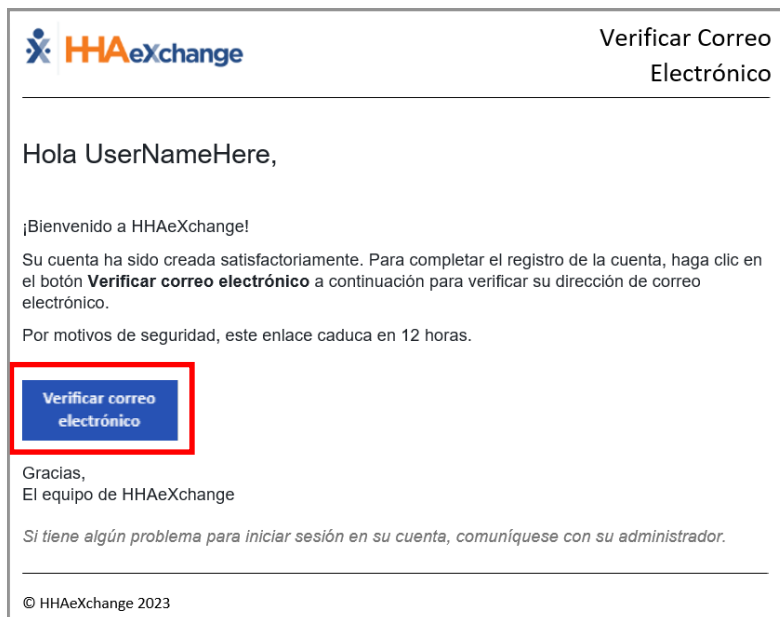 HHAeXchange
Verificar Correo
Electrónico
Hola UserNameHere,
¡Bienvenido a HHAeXchange!
Su cuenta ha sido creada satisfactoriamente. Para completar el registro de la cuenta, haga clic en
el botón Verificar correo electrónico a continuación para verificar su dirección de correo
electrónico.
Por motivos de seguridad, este enlace caduca en 12 horas.
Verificar correo
electrónico
Gracias,
El equipo de HHAeXchange
Si tiene algún problema para iniciar sesión en su cuenta, comuníquese con su administrador.
© HHAeXchange 2023